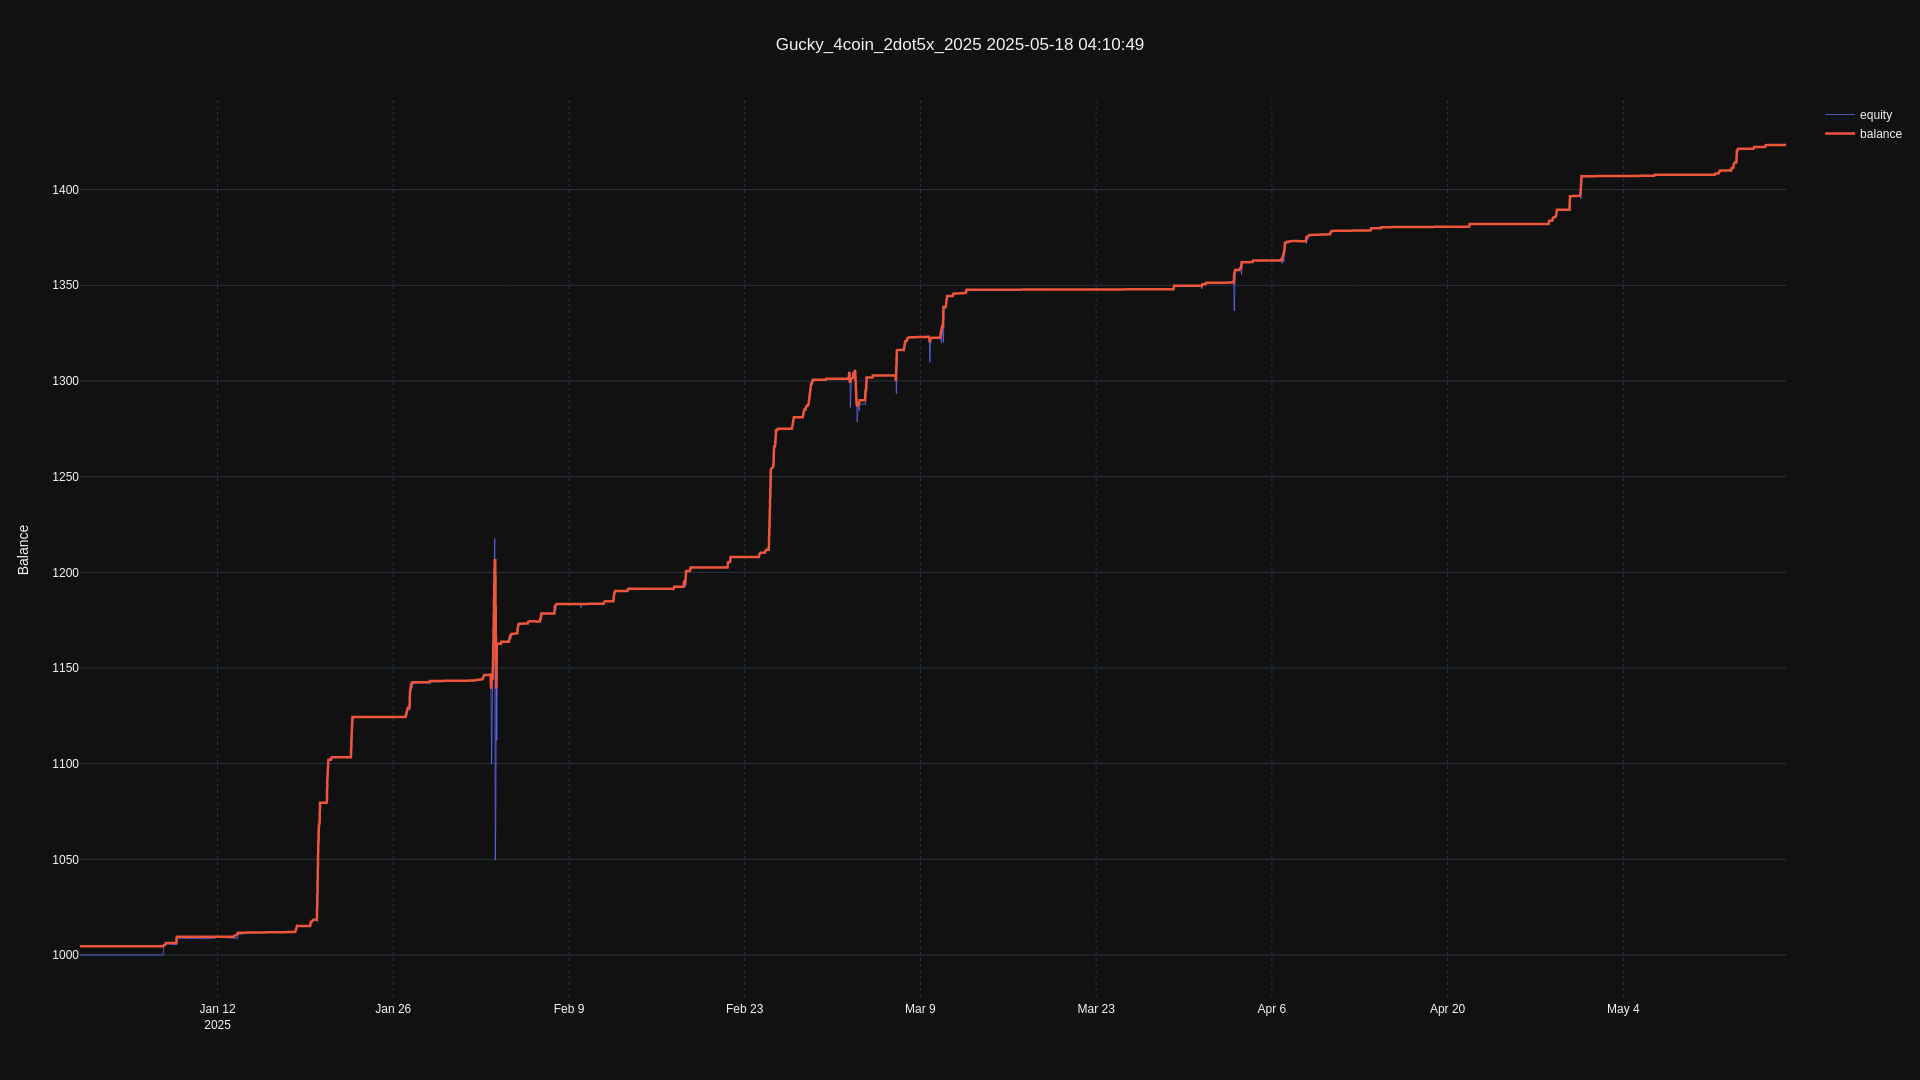 Gucky_4coin_2dot5x_2025 2025-05-18 04:10:49
equity
balance
Balance
1400
1350
1300
1250
1200
1150
1100
1050
1000
Jan 12
2025
Jan 26
Feb 9
Feb 23
Mar 9
Mar 23
Apr 6
Apr 20
May 4